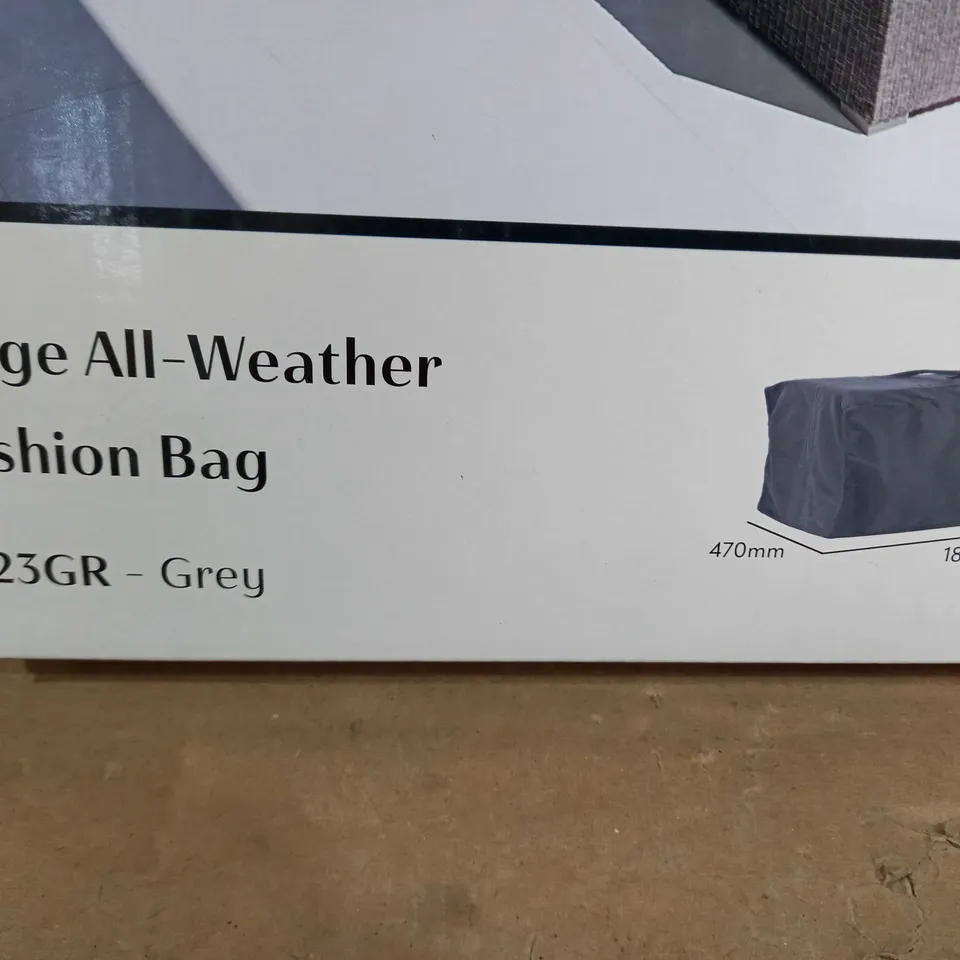 ge All-Weather
shion Bag
23GR - Grey
470mm
18